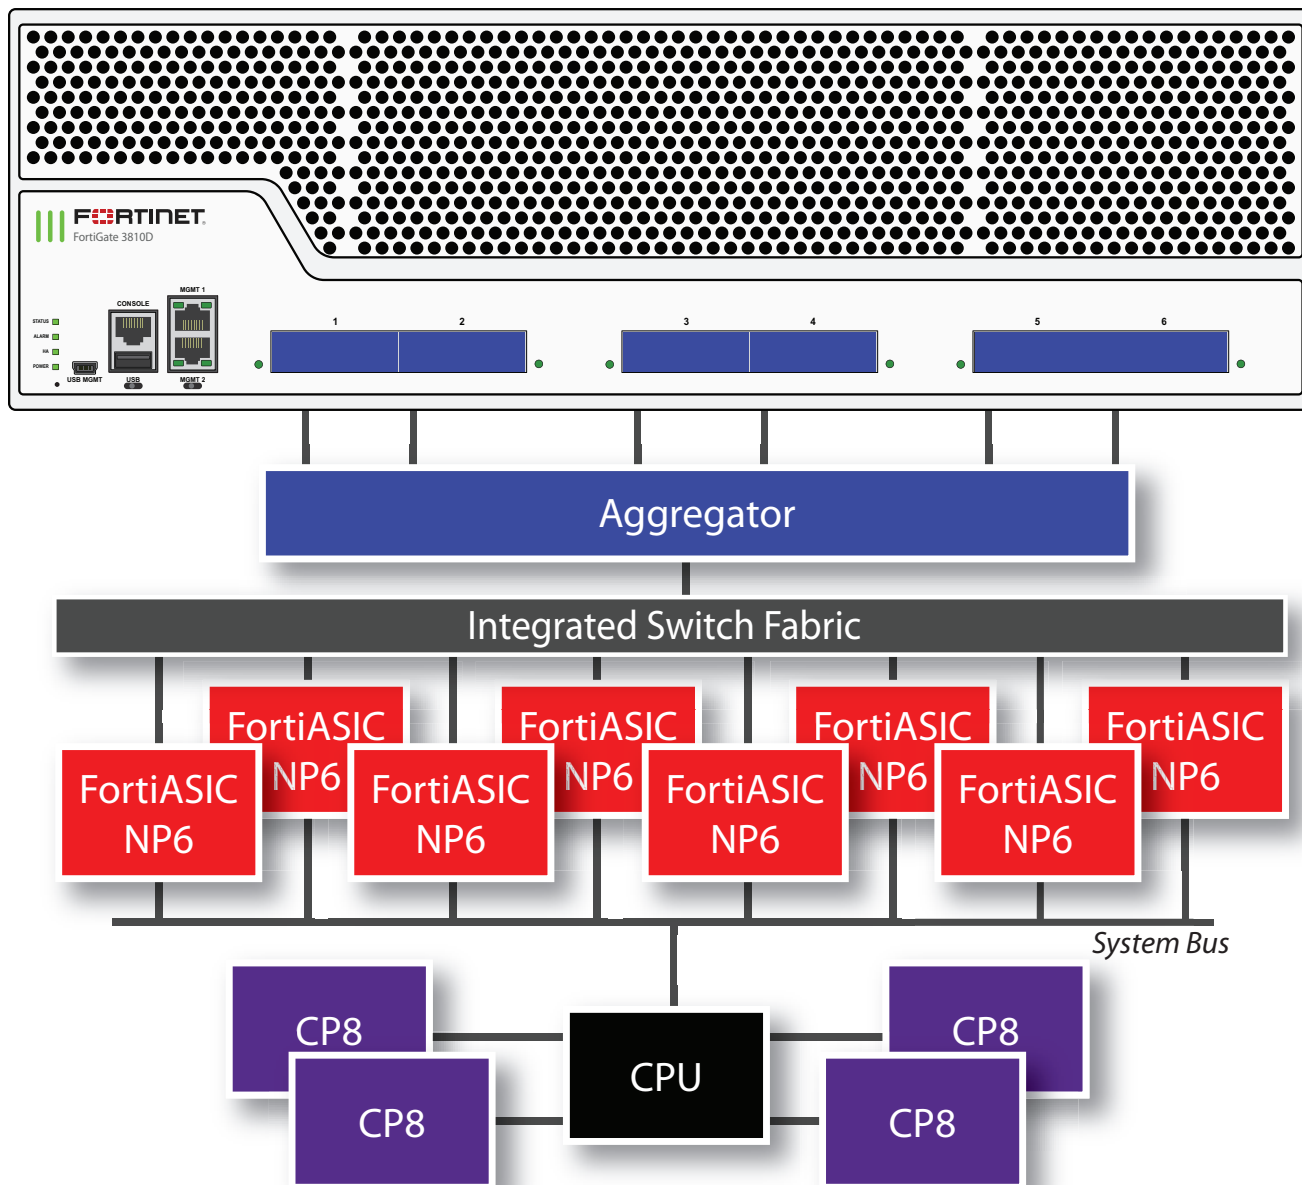 FORTINET
FortiGate 3810D
MGMT 1
CONSOLE
STATUS
ALARM
HA
POWER
USB MGMT
USB
MGMT 2
1
2
3
4
5
6
Aggregator
Integrated Switch Fabric
FortiASIC
NP6
FortiASIC
NP6
FortiASIC
NP6
FortiASIC
NP6
FortiASIC
NP6
FortiASIC
NP6
FortiASIC
NP6
FortiASIC
NP6
System Bus
CP8
CP8
CPU
CP8
CP8